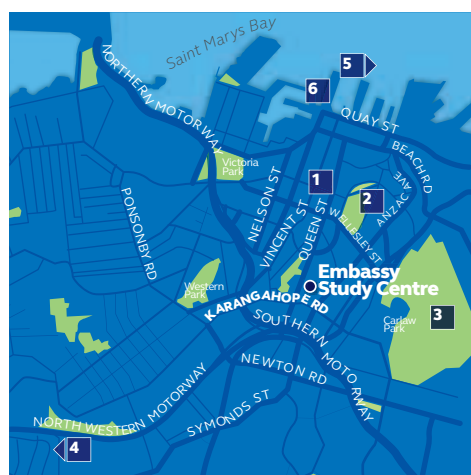 Saint Marys Bay
5
6
NORTHERN MOTORWAY
QUAY ST
BEACH RD
Victoria
Park
1
2
ANZAC AVE
NELSON ST
VINCENT ST
QUEEN ST
WELLESLEY ST
PONSONBY RD
Embassy
Study Centre
Western
Park
KARANGAHOPE RD
SOUTHERN MOTORWAY
Carlaw
Park
3
NEWTON RD
NORTH WESTERN MOTORWAY
SYMONDS ST
4